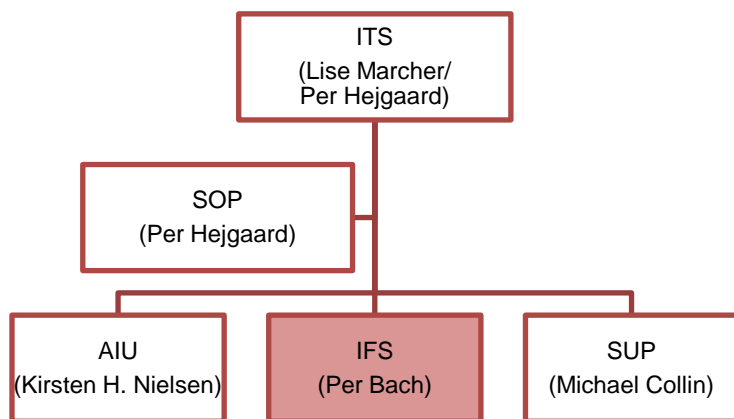 ITS
(Lise Marcher/
Per Hejgaard)
SOP
(Per Hejgaard)
AIU
(Kirsten H. Nielsen)
IFS
(Per Bach)
SUP
(Michael Collin)